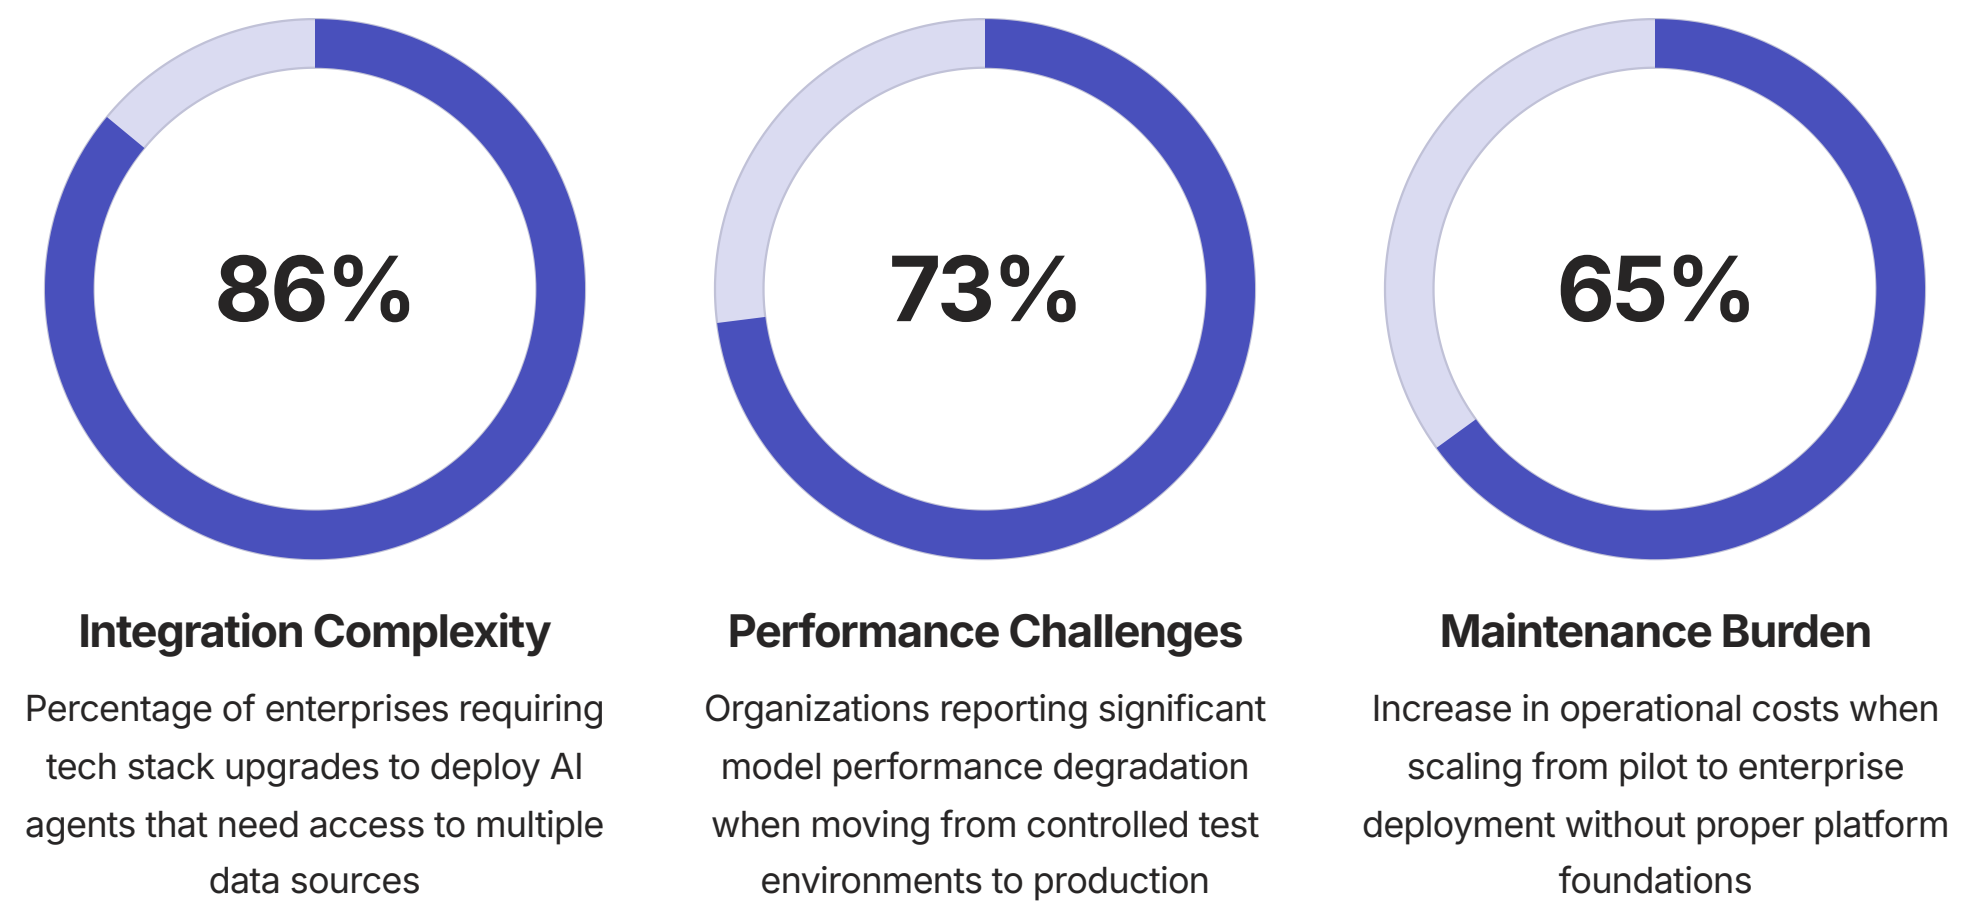 86%
73%
65%
Integration Complexity
Percentage of enterprises requiring
tech stack upgrades to deploy AI
agents that need access to multiple
data sources
Performance Challenges
Organizations reporting significant
model performance degradation
when moving from controlled test
environments to production
Maintenance Burden
Increase in operational costs when
scaling from pilot to enterprise
deployment without proper platform
foundations